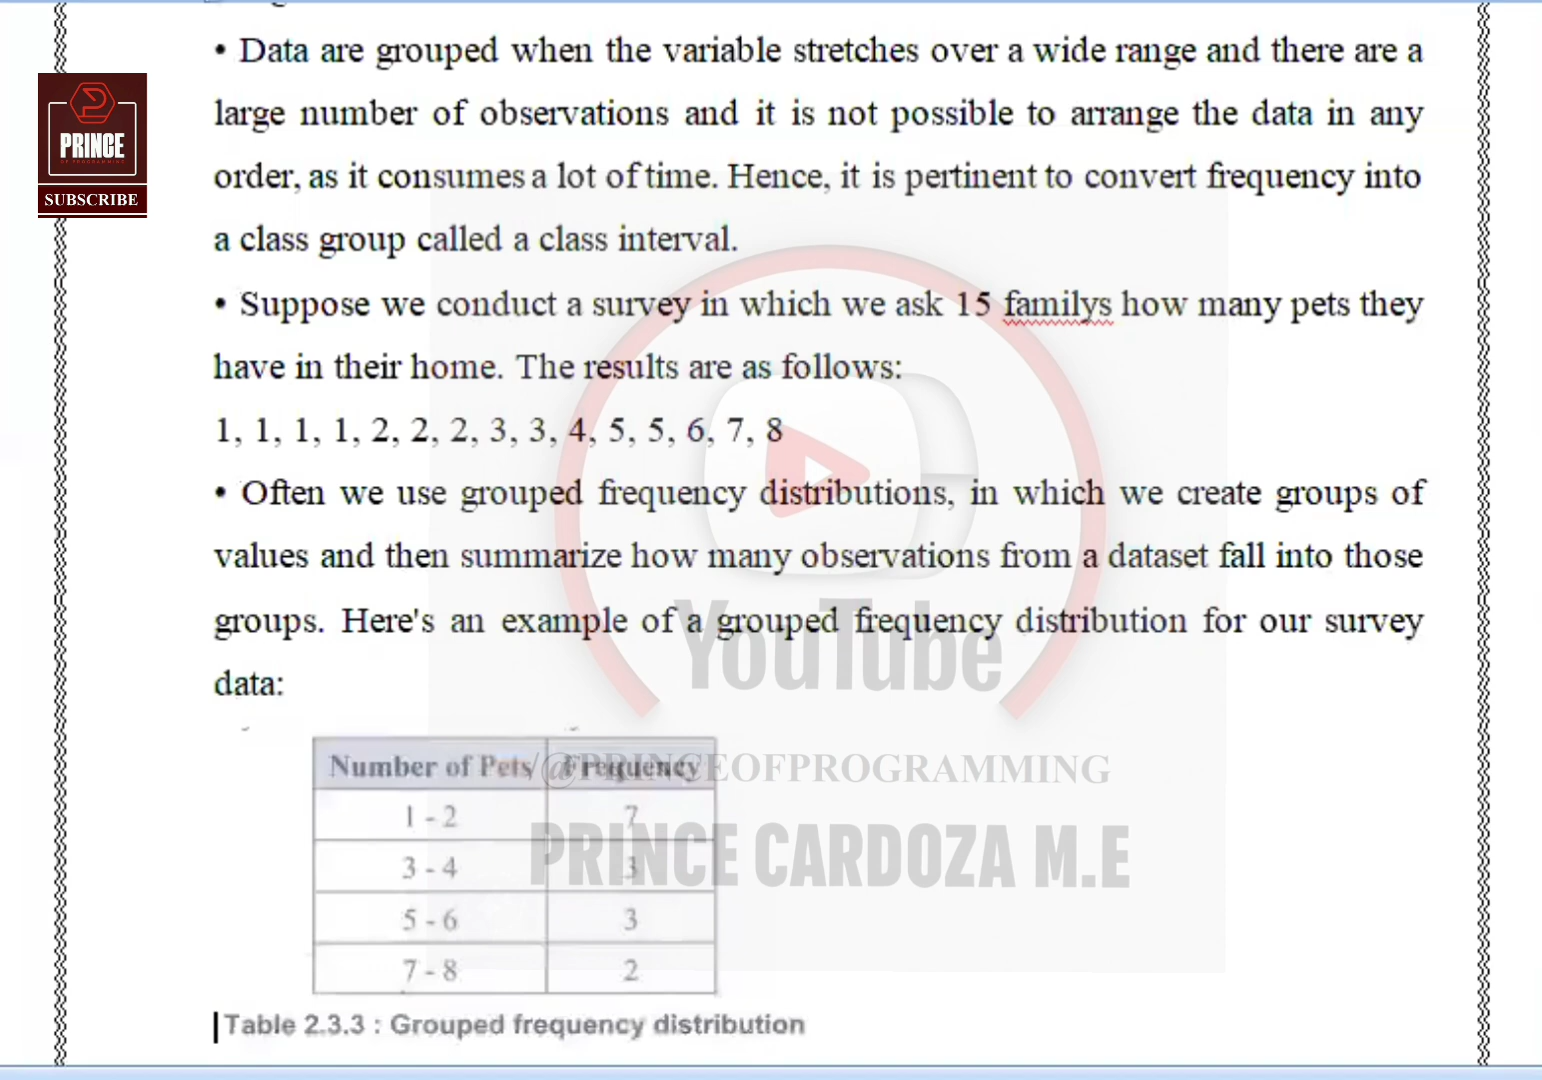 • Data are grouped when the variable stretches over a wide range and there are a
large number of observations and it is not possible to arrange the data in any
order, as it consumes a lot of time. Hence, it is pertinent to convert frequency into
a class group called a class interval.
• Suppose we conduct a survey in which we ask 15 familys how many pets they
have in their home. The results are as follows:
1, 1, 1, 1, 2, 2, 2, 3, 3, 4, 5, 5, 6, 7, 8
• Often we use grouped frequency distributions, in which we create groups of
values and then summarize how many observations from a dataset fall into those
groups. Here's an example of a grouped frequency distribution for our survey
data:
Number of Pets Frequency
1 - 2 7
3 - 4 3
5 - 6 3
7 - 8 2
Table 2.3.3 : Grouped frequency distribution
PRINCE
OF PROGRAMMING
SUBSCRIBE
YouTube
/@PRINCEOFPROGRAMMING
PRINCE CARDOZA M.E